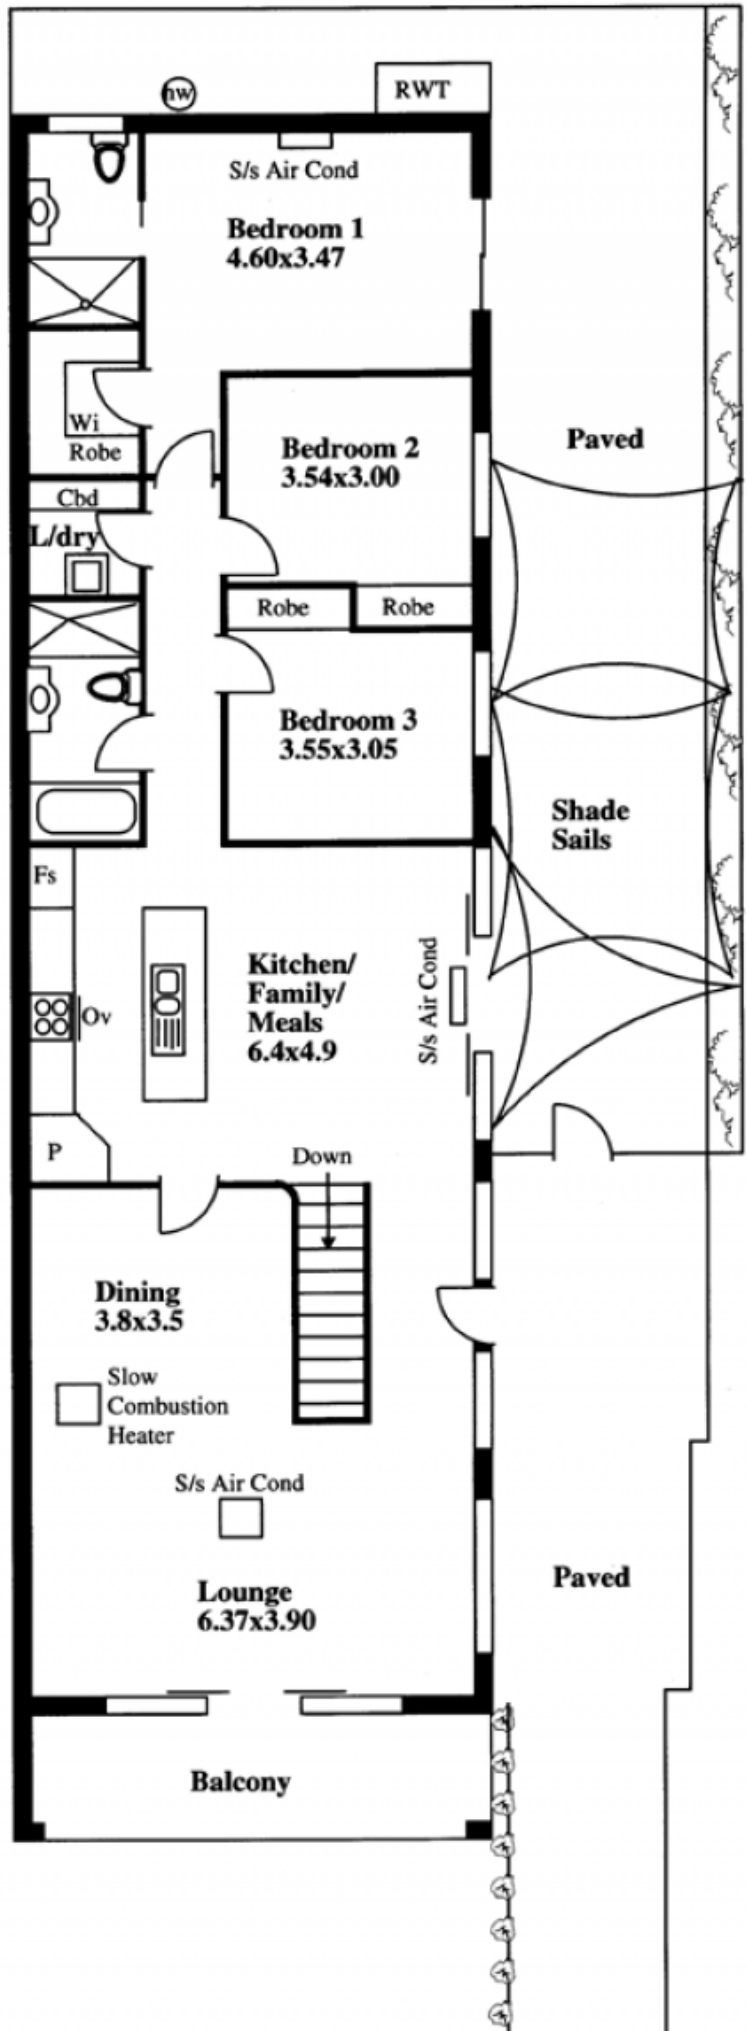 hw
RWT
S/s Air Cond
Bedroom 1
4.60x3.47
Wi
Robe
Bedroom 2
3.54x3.00
Paved
Cbd
L/dry
Robe
Robe
Bedroom 3
3.55x3.05
Shade
Sails
Fs
Kitchen/
Family/
Meals
6.4x4.9
S/s Air Cond
Ov
P
Down
Dining
3.8x3.5
Slow
Combustion
Heater
S/s Air Cond
Lounge
6.37x3.90
Paved
Balcony